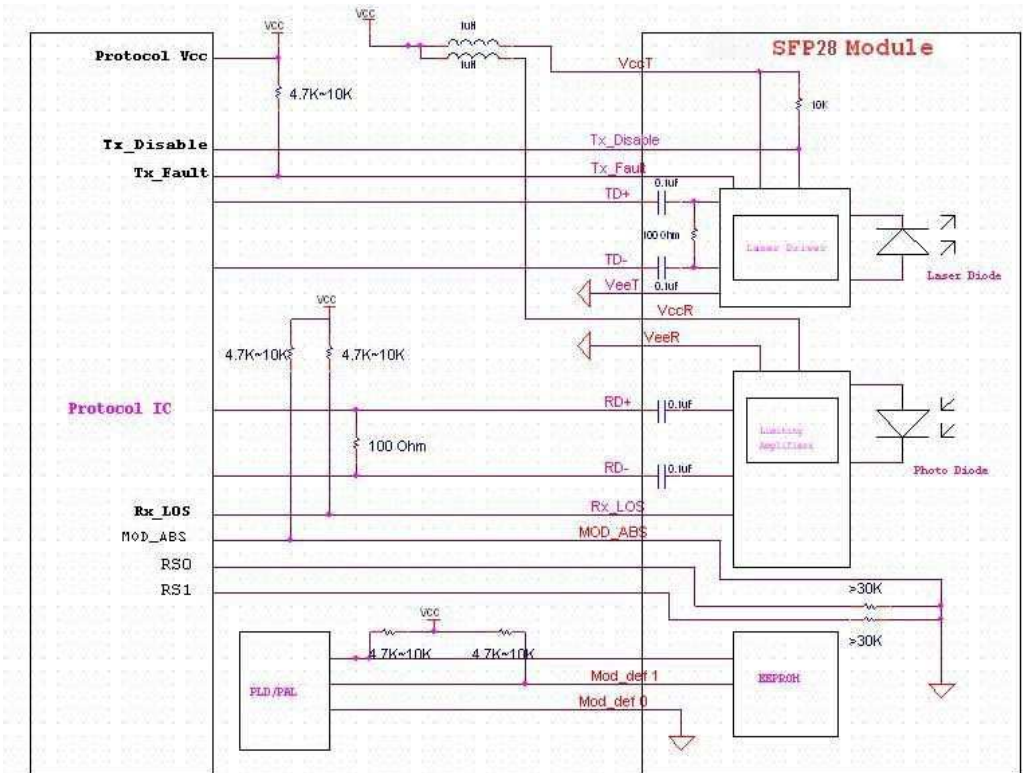 VCC
VCC
1uH
1uH
SFP28 Module
Protocol Vcc
VccT
4.7K~10K
10K
Tx_Disable
Tx_Disable
Tx_Fault
Tx_Fault
TD+
0.1uf
100 Ohm
Laser Driver
Laser Diode
TD-
0.1uf
VeeT
VCC
VccR
VeeR
4.7K~10K
4.7K~10K
Protocol IC
RD+
0.1uf
Limiting
Amplifiers
100 Ohm
RD-
0.1uf
Photo Diode
Rx_LOS
Rx_LOS
MOD_ABS
MOD_ABS
RS0
RS1
>30K
>30K
VCC
4.7K~10K
4.7K~10K
Mod_def 1
Mod_def 0
PLD/PAL
EEPROM